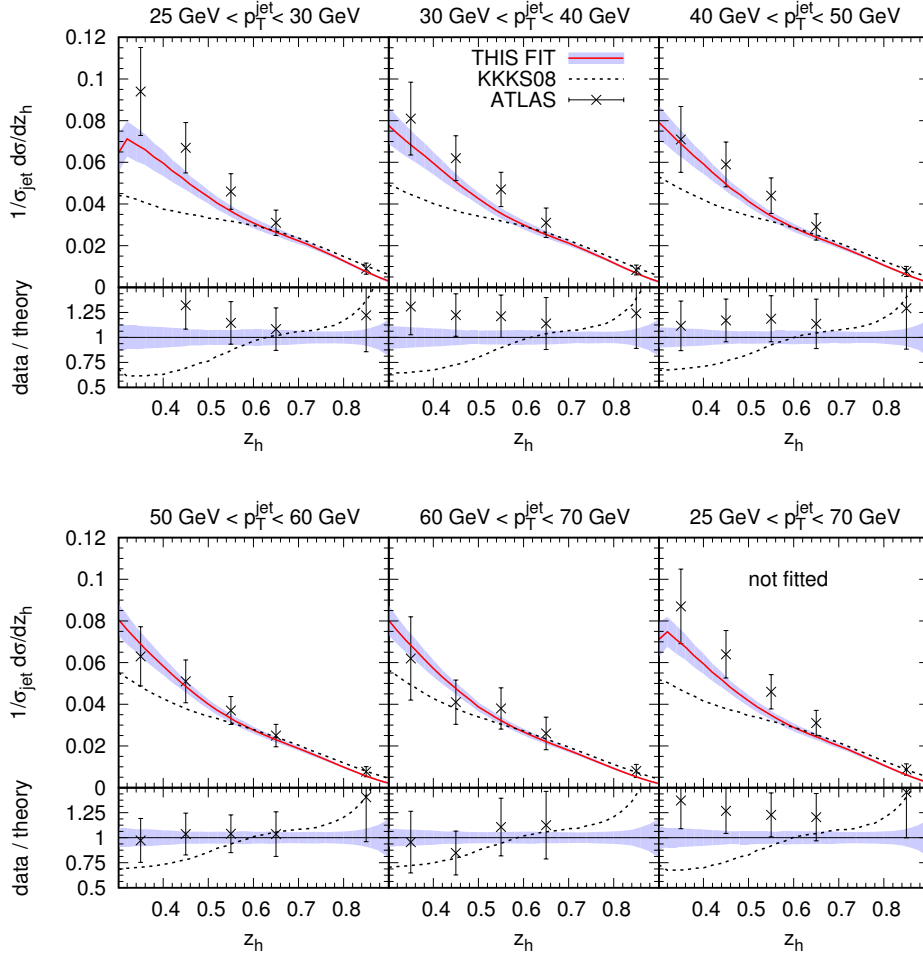 25 GeV < p_T^jet < 30 GeV
30 GeV < p_T^jet < 40 GeV
40 GeV < p_T^jet < 50 GeV
0.12
0.1
0.08
0.06
0.04
0.02
0
1/σ_jet dσ/dz_h
THIS FIT
KKKS08
ATLAS
1.25
1
0.75
0.5
data / theory
0.4 0.5 0.6 0.7 0.8
0.4 0.5 0.6 0.7 0.8
0.4 0.5 0.6 0.7 0.8
z_h
z_h
z_h
50 GeV < p_T^jet < 60 GeV
60 GeV < p_T^jet < 70 GeV
25 GeV < p_T^jet < 70 GeV
0.12
0.1
0.08
0.06
0.04
0.02
0
1/σ_jet dσ/dz_h
not fitted
1.25
1
0.75
0.5
data / theory
0.4 0.5 0.6 0.7 0.8
0.4 0.5 0.6 0.7 0.8
0.4 0.5 0.6 0.7 0.8
z_h
z_h
z_h